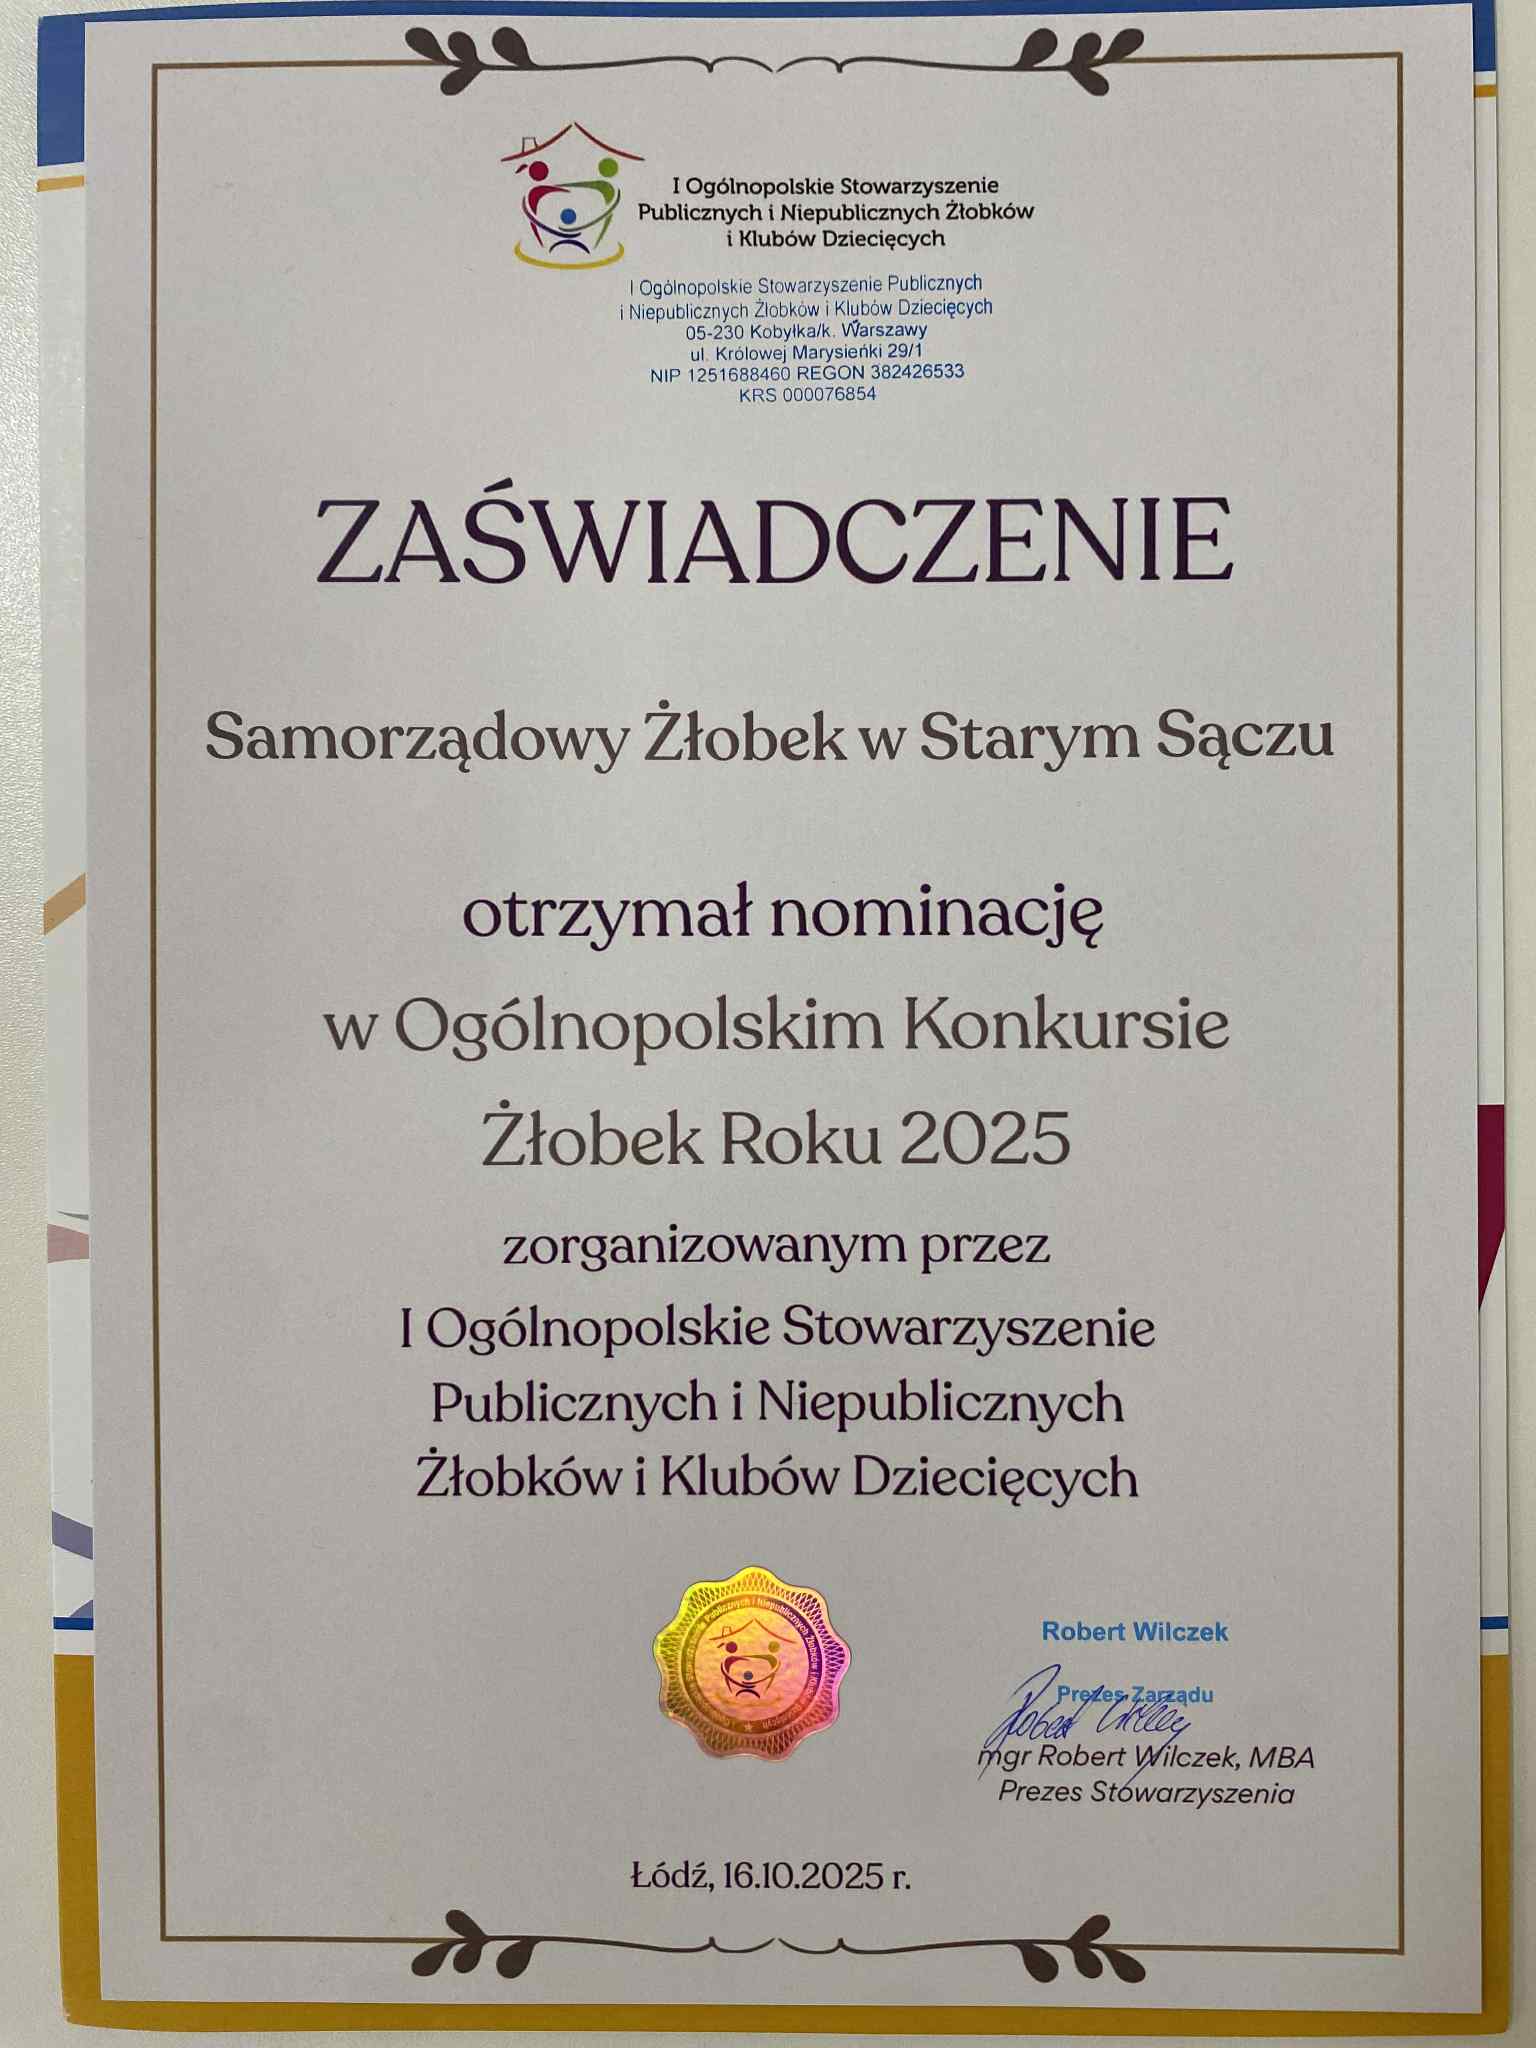 I Ogólnopolskie Stowarzyszenie
Publicznych i Niepublicznych Żłobków
i Klubów Dziecięcych
I Ogólnopolskie Stowarzyszenie Publicznych
i Niepublicznych Żłobków i Klubów Dziecięcych
05-230 Kobyłka/k. Warszawy
ul. Królowej Marysieńki 29/1
NIP 1251688460 REGON 382426533
KRS 000076854
ZAŚWIADCZENIE
Samorządowy Żłobek w Starym Sączu
otrzymał nominację
w Ogólnopolskim Konkursie
Żłobek Roku 2025
zorganizowanym przez
I Ogólnopolskie Stowarzyszenie
Publicznych i Niepublicznych
Żłobków i Klubów Dziecięcych
Publicznych i Niepublicznych Żłobków i
Robert Wilczek
Prezes Zarządu
mgr Robert Wilczek, MBA
Prezes Stowarzyszenia
Łódź, 16.10.2025 r.